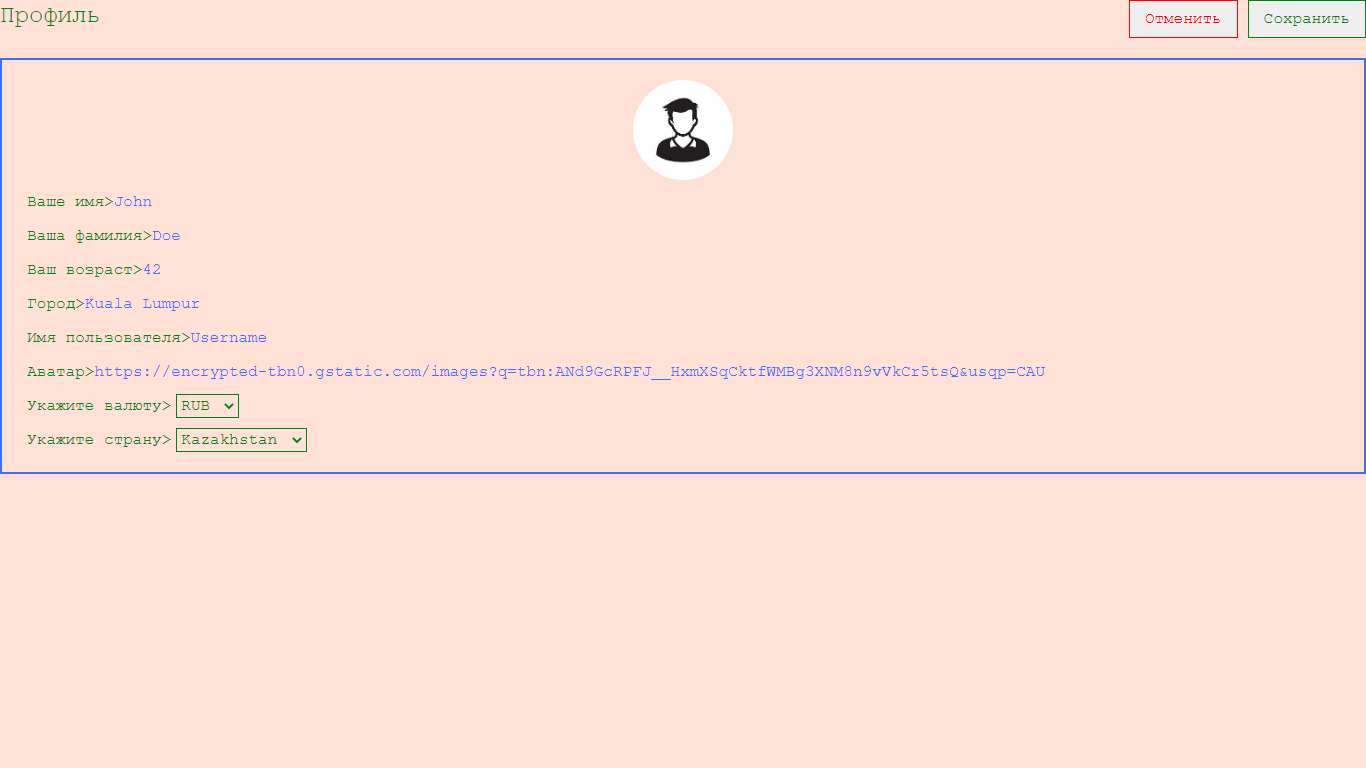 Профиль
Отменить
Сохранить
Ваше имя>John
Ваша фамилия>Doe
Ваш возраст>42
Город>Kuala Lumpur
Имя пользователя>Username
Аватар>https://encrypted-tbn0.gstatic.com/images?q=tbn:ANd9GcRPFJ__HxmXSqCktfWMBg3XNM8n9vVkCr5tsQ&usqp=CAU
Укажите валюту> RUB
Укажите страну> Kazakhstan